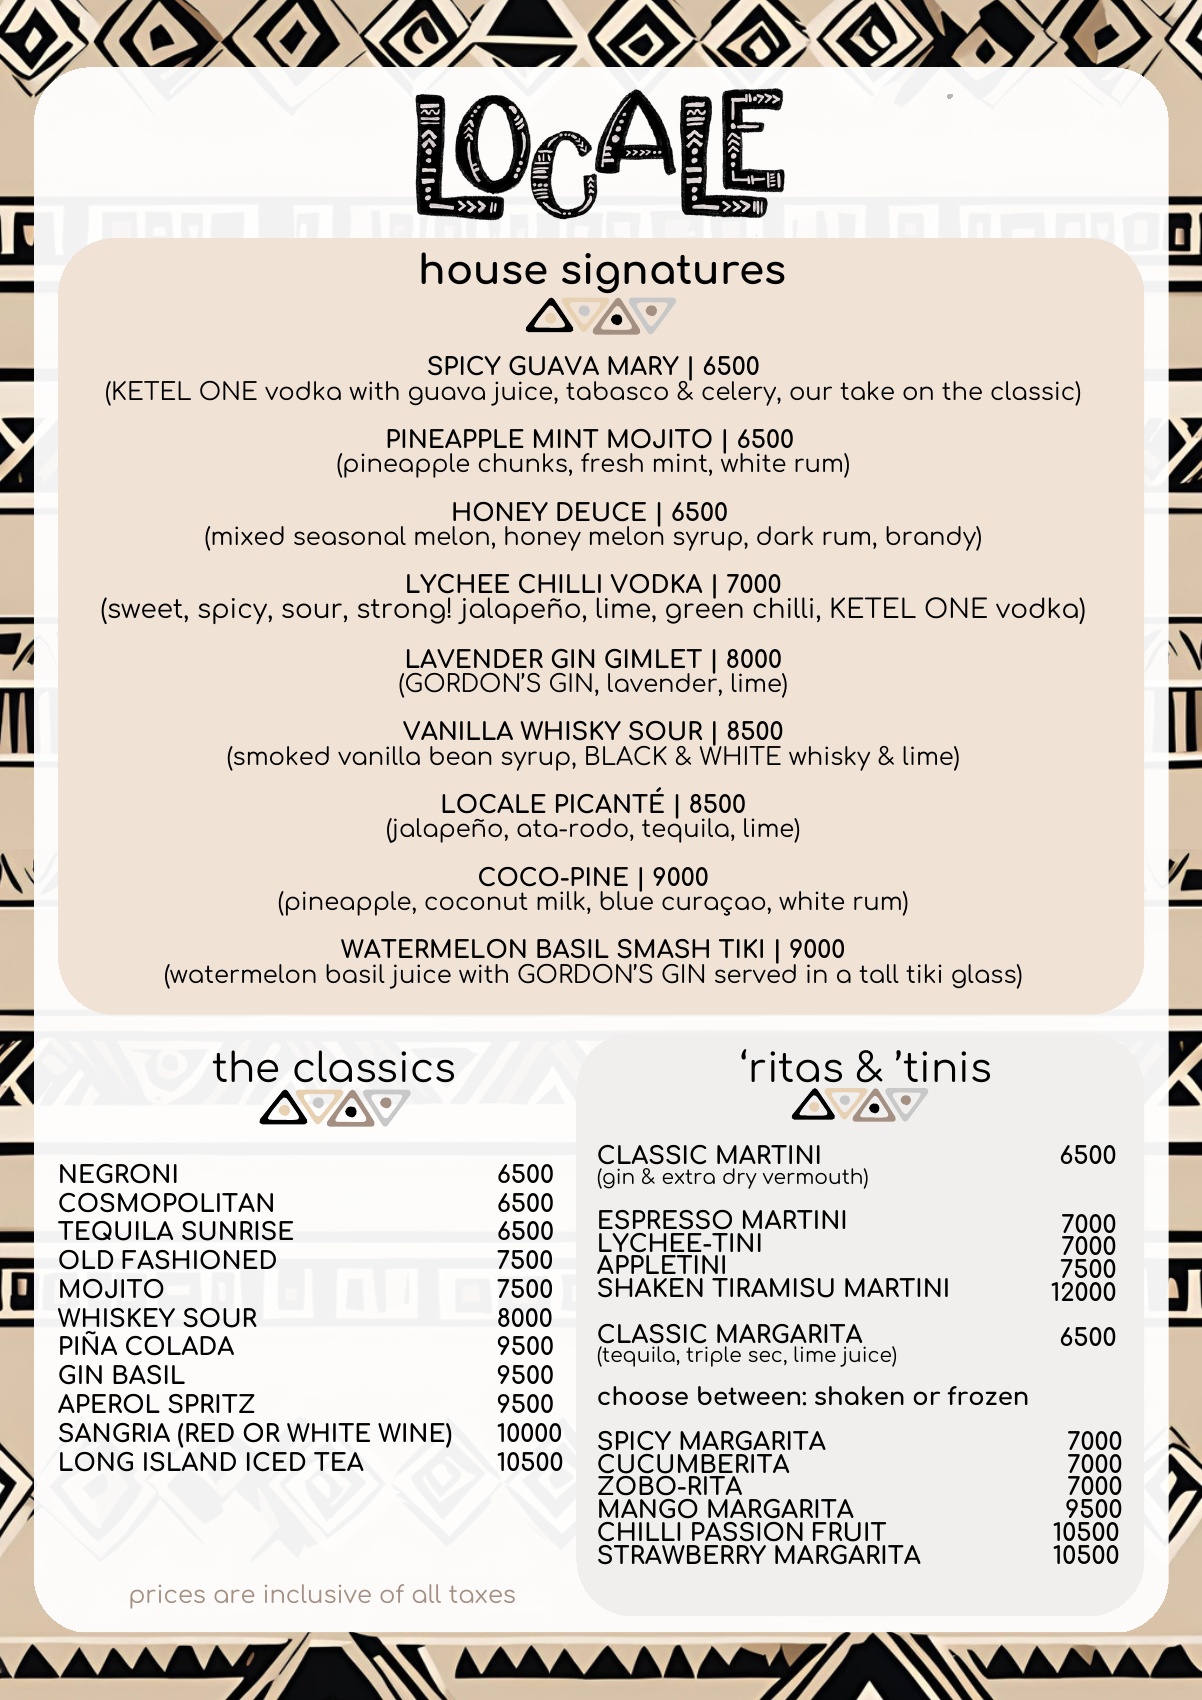 LOCALE
house signatures
SPICY GUAVA MARY | 6500
(KETEL ONE vodka with guava juice, tabasco & celery, our take on the classic)
PINEAPPLE MINT MOJITO | 6500
(pineapple chunks, fresh mint, white rum)
HONEY DEUCE | 6500
(mixed seasonal melon, honey melon syrup, dark rum, brandy)
LYCHEE CHILLI VODKA | 7000
(sweet, spicy, sour, strong! jalapeño, lime, green chilli, KETEL ONE vodka)
LAVENDER GIN GIMLET | 8000
(GORDON'S GIN, lavender, lime)
VANILLA WHISKY SOUR | 8500
(smoked vanilla bean syrup, BLACK & WHITE whisky & lime)
LOCALE PICANTÉ | 8500
(jalapeño, ata-rodo, tequila, lime)
COCO-PINE | 9000
(pineapple, coconut milk, blue curaçao, white rum)
WATERMELON BASIL SMASH TIKI | 9000
(watermelon basil juice with GORDON'S GIN served in a tall tiki glass)
the classics
NEGRONI 6500
COSMOPOLITAN 6500
TEQUILA SUNRISE 6500
OLD FASHIONED 7500
MOJITO 7500
WHISKEY SOUR 8000
PIÑA COLADA 9500
GIN BASIL 9500
APEROL SPRITZ 9500
SANGRIA (RED OR WHITE WINE) 10000
LONG ISLAND ICED TEA 10500
prices are inclusive of all taxes
‘ritas & ’tinis
CLASSIC MARTINI 6500
(gin & extra dry vermouth)
ESPRESSO MARTINI 7000
LYCHEE-TINI 7000
APPLETINI 7500
SHAKEN TIRAMISU MARTINI 12000
CLASSIC MARGARITA 6500
(tequila, triple sec, lime juice)
choose between: shaken or frozen
SPICY MARGARITA 7000
CUCUMBERITA 7000
ZOBO-RITA 7000
MANGO MARGARITA 9500
CHILLI PASSION FRUIT 10500
STRAWBERRY MARGARITA 10500